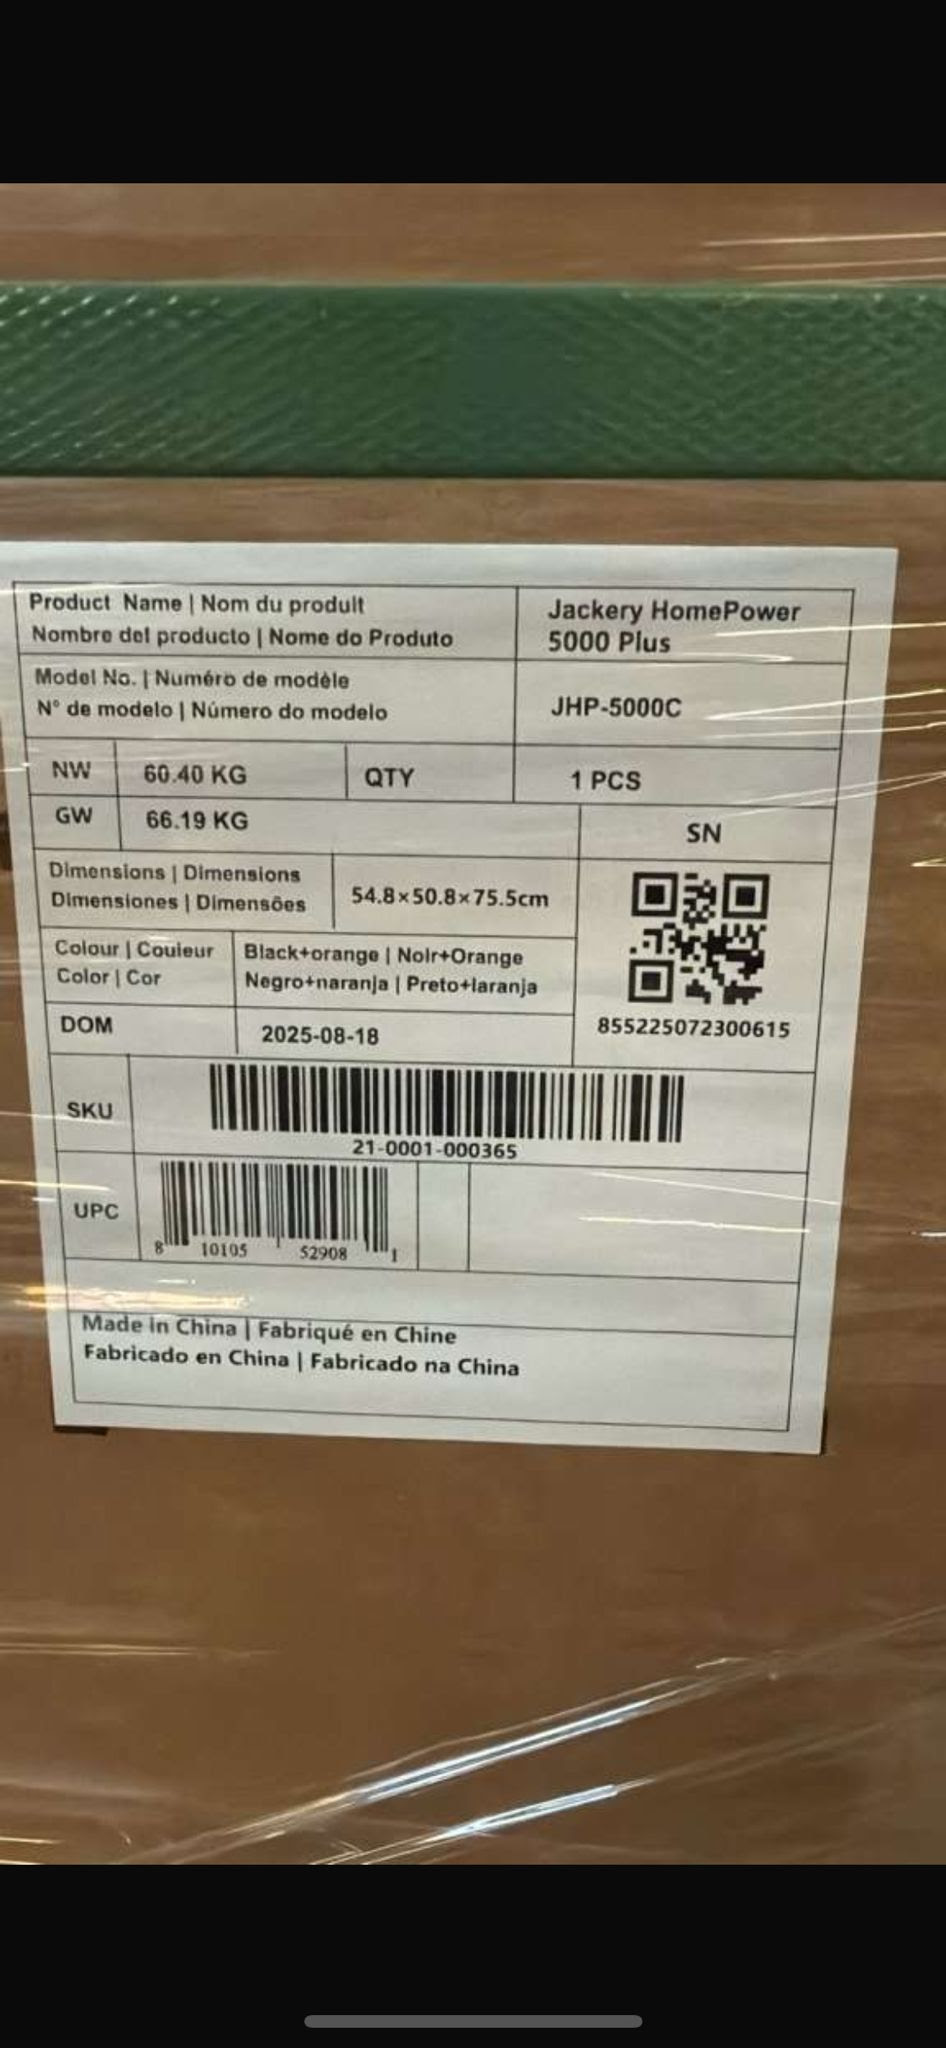 Product Name | Nom du produit
Nombre del producto | Nome do Produto
Jackery HomePower
5000 Plus
Model No. | Numéro de modèle
N° de modelo | Número do modelo
JHP-5000C
NW
60.40 KG
QTY
1 PCS
GW
66.19 KG
SN
Dimensions | Dimensions
Dimensiones | Dimensões
54.8×50.8×75.5cm
855225072300615
Colour | Couleur
Color | Cor
Black+orange | Noir+Orange
Negro+naranja | Preto+laranja
DOM
2025-08-18
SKU
21-0001-000365
UPC
8 10105 52908 1
Made in China | Fabriqué en Chine
Fabricado en China | Fabricado na China